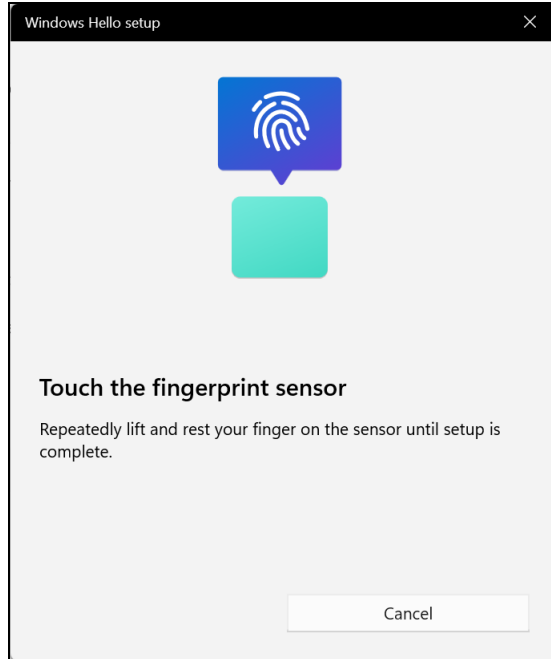 Windows Hello setup
Touch the fingerprint sensor
Repeatedly lift and rest your finger on the sensor until setup is
complete.
Cancel